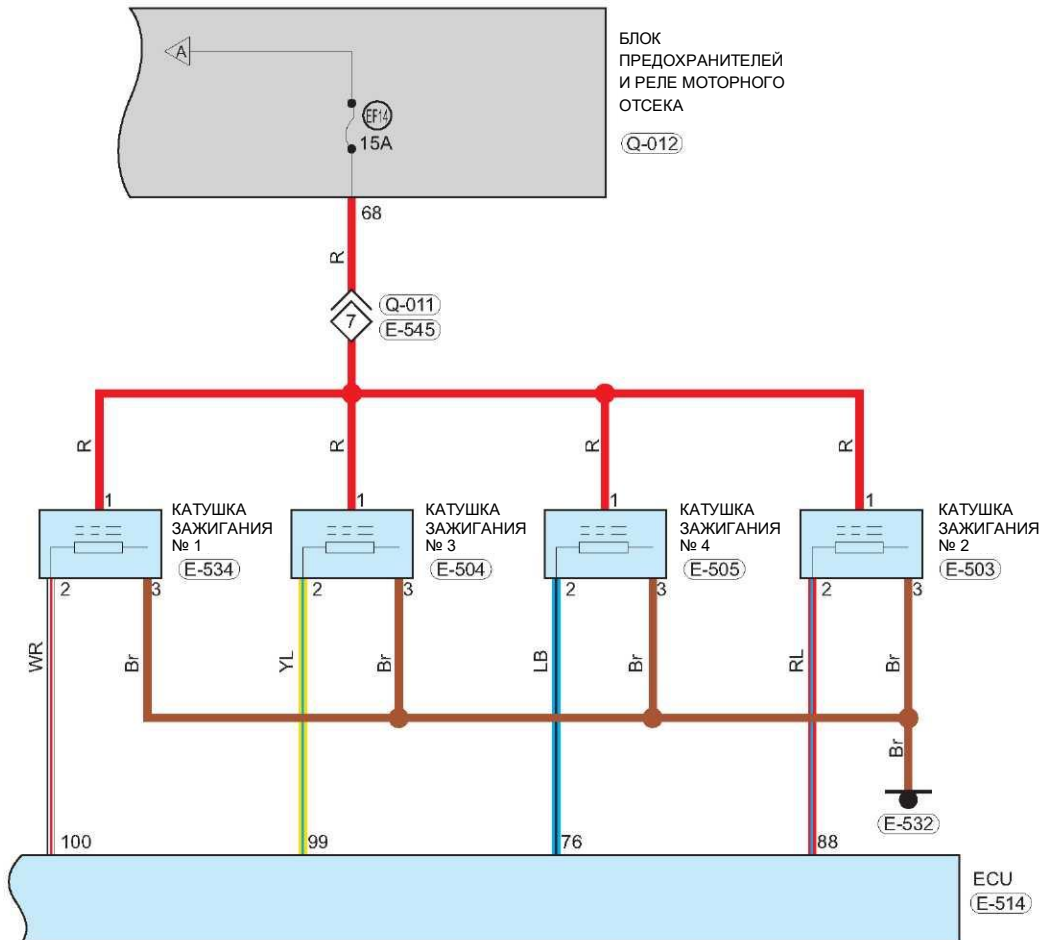 БЛОК
ПРЕДОХРАНИТЕЛЕЙ
И РЕЛЕ МОТОРНОГО
ОТСЕКА
Q-012
A
EF14
15A
68
R
Q-011
7
E-545
R
R
R
R
1
1
1
1
КАТУШКА
ЗАЖИГАНИЯ
№ 1
E-534
КАТУШКА
ЗАЖИГАНИЯ
№ 3
E-504
КАТУШКА
ЗАЖИГАНИЯ
№ 4
E-505
КАТУШКА
ЗАЖИГАНИЯ
№ 2
E-503
2
3
2
3
2
3
2
3
WR
Br
YL
Br
LB
Br
RL
Br
Br
E-532
100
99
76
88
ECU
E-514